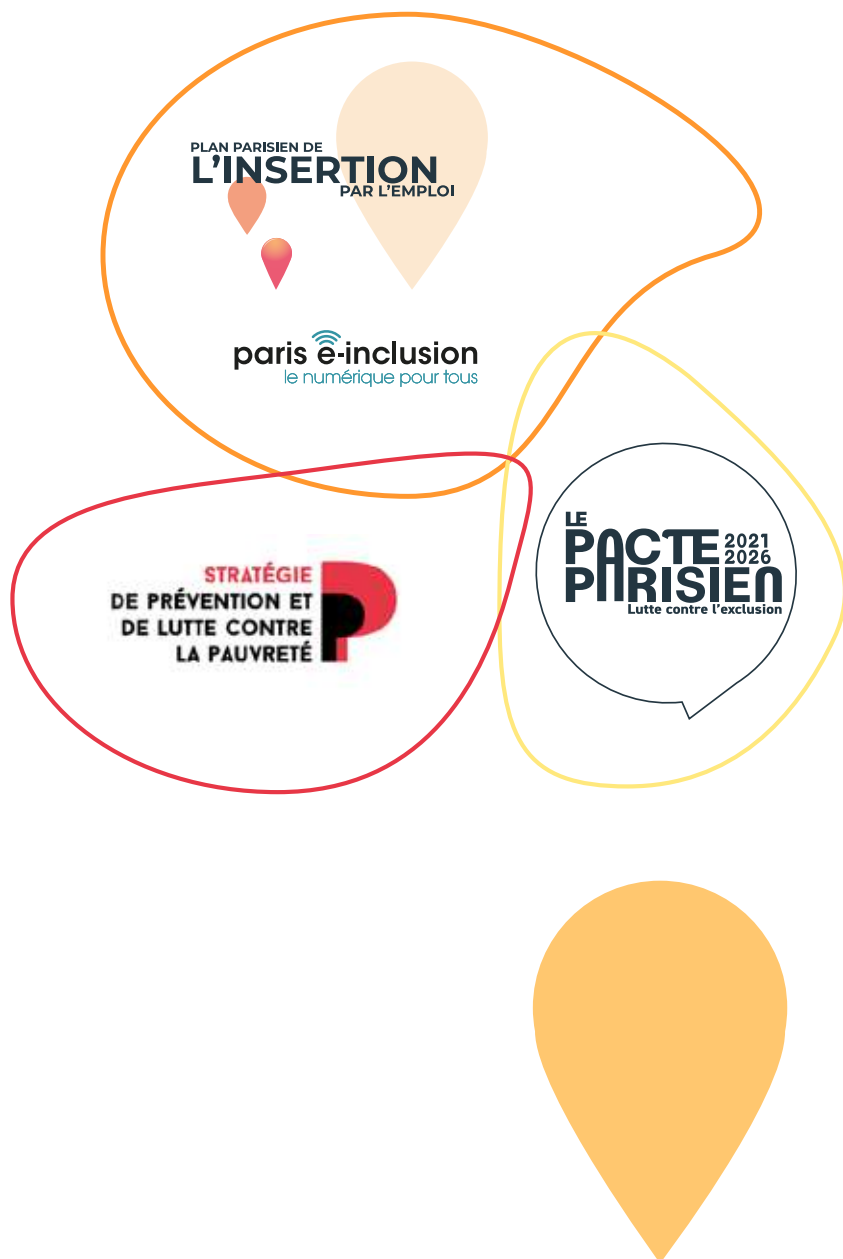 PLAN PARISIEN DE
L'INSERTION
PAR L'EMPLOI
paris e-inclusion
le numérique pour tous
STRATÉGIE
DE PRÉVENTION ET
DE LUTTE CONTRE
LA PAUVRETÉ
LE
PACTE 2021
2026
PARISIEN
Lutte contre l'exclusion